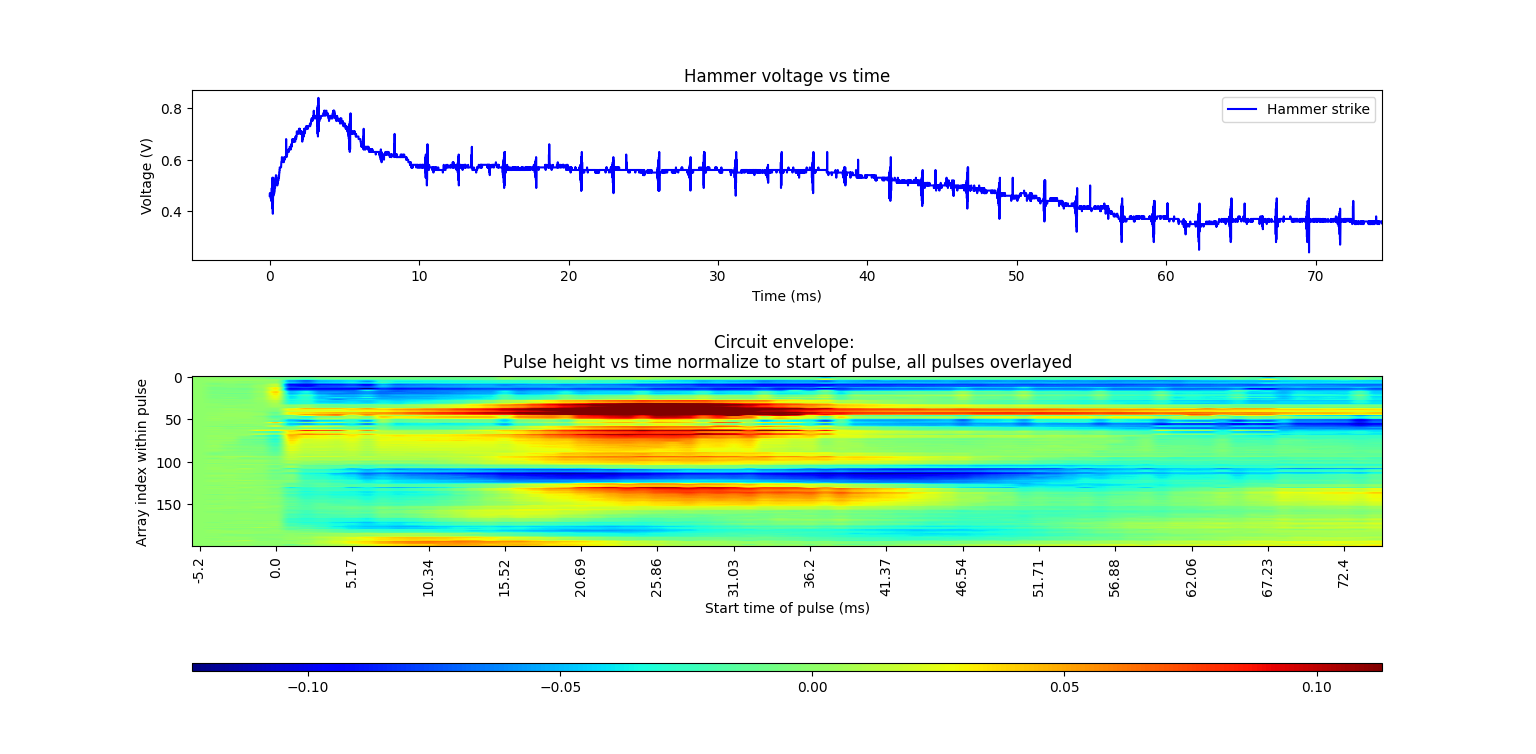 Hammer voltage vs time
Voltage (V)
0.8
0.6
0.4
Hammer strike
0 10 20 30 40 50 60 70
Time (ms)
Circuit envelope:
Pulse height vs time normalize to start of pulse, all pulses overlayed
Array index within pulse
0
50
100
150
-5.2 0.0 5.17 10.34 15.52 20.69 25.86 31.03 36.2 41.37 46.54 51.71 56.88 62.06 67.23 72.4
Start time of pulse (ms)
−0.10 −0.05 0.00 0.05 0.10